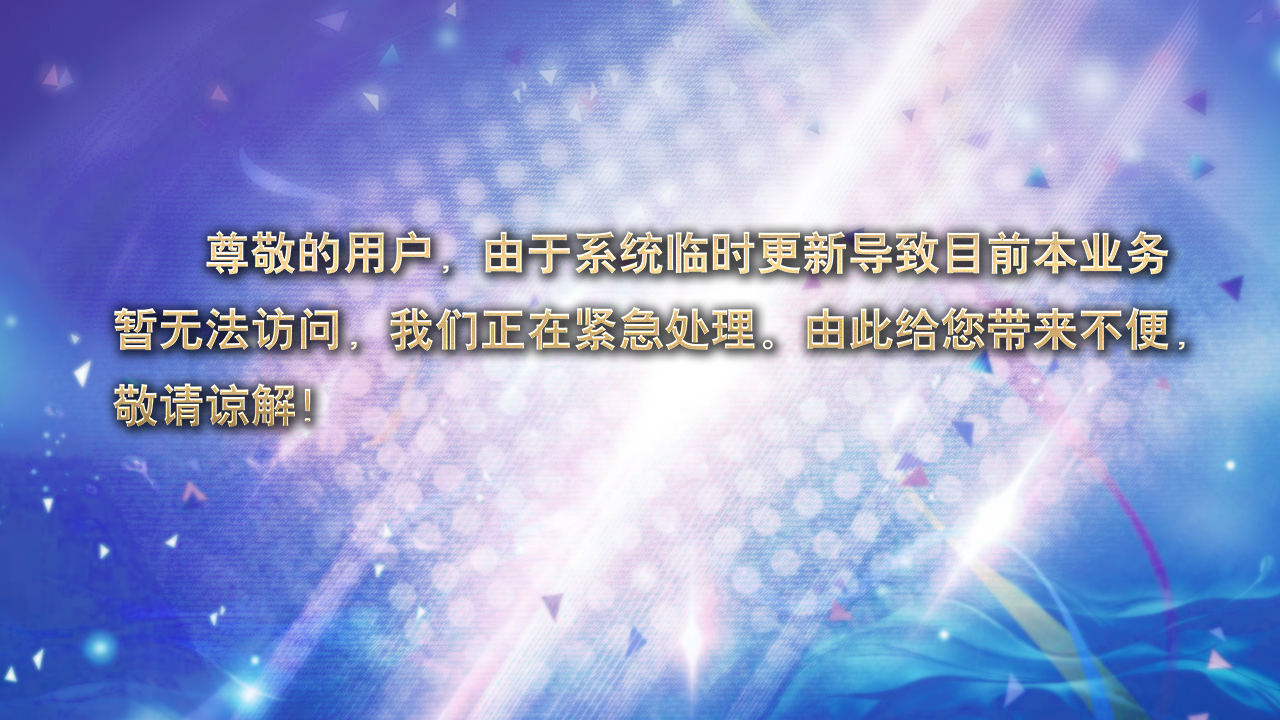 尊敬的用户，由于系统临时更新导致目前本业务
暂无法访问，我们正在紧急处理。由此给您带来不便，
敬请谅解！